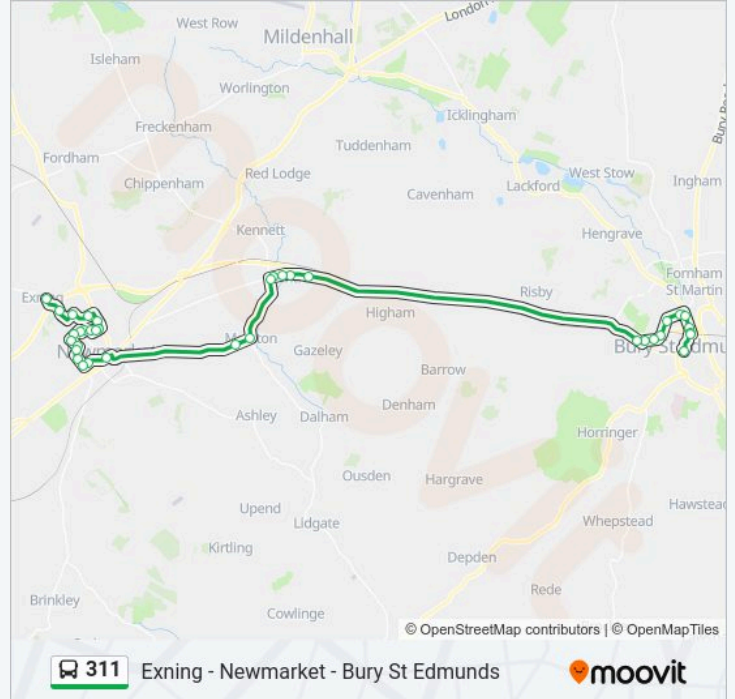 London
West Row
Mildenhall
Isleham
Worlington
Icklingham
Freckenham
Tuddenham
Fordham
Red Lodge
West Stow
Chippenham
Lackford
Ingham
Cavenham
Kennett
Hengrave
Fornham
St Martin
Risby
Higham
Gazeley
Barrow
Denham
Ashley
Dalham
Horringer
Ousden
Hargrave
Hawstead
Upend
Whepstead
Lidgate
Kirtling
Depden
Rede
Brinkley
Cowlinge
© OpenStreetMap contributors | © OpenMapTiles
311 Exning - Newmarket - Bury St Edmunds
moovit